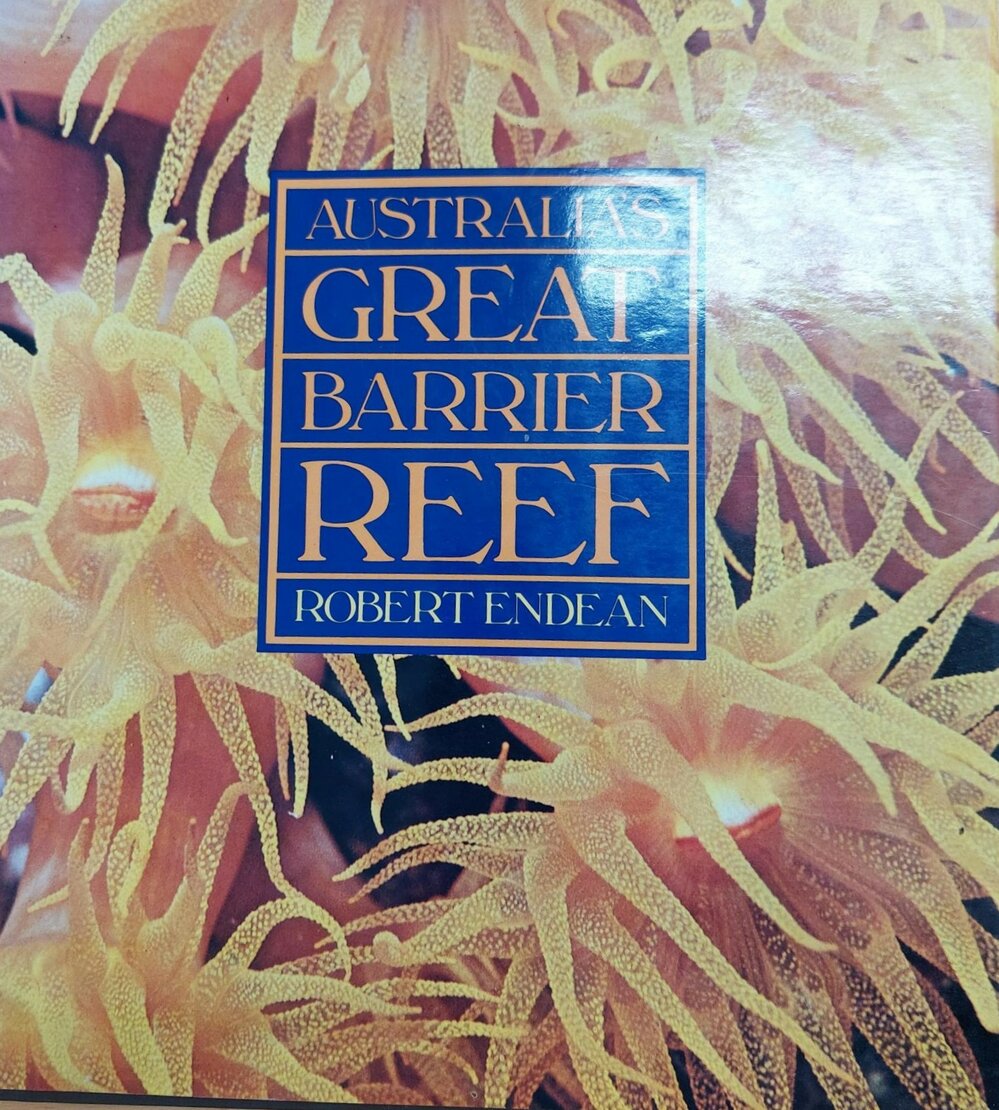 AUSTRALIA'S
GREAT
BARRIER
REEF
ROBERT ENDEAN